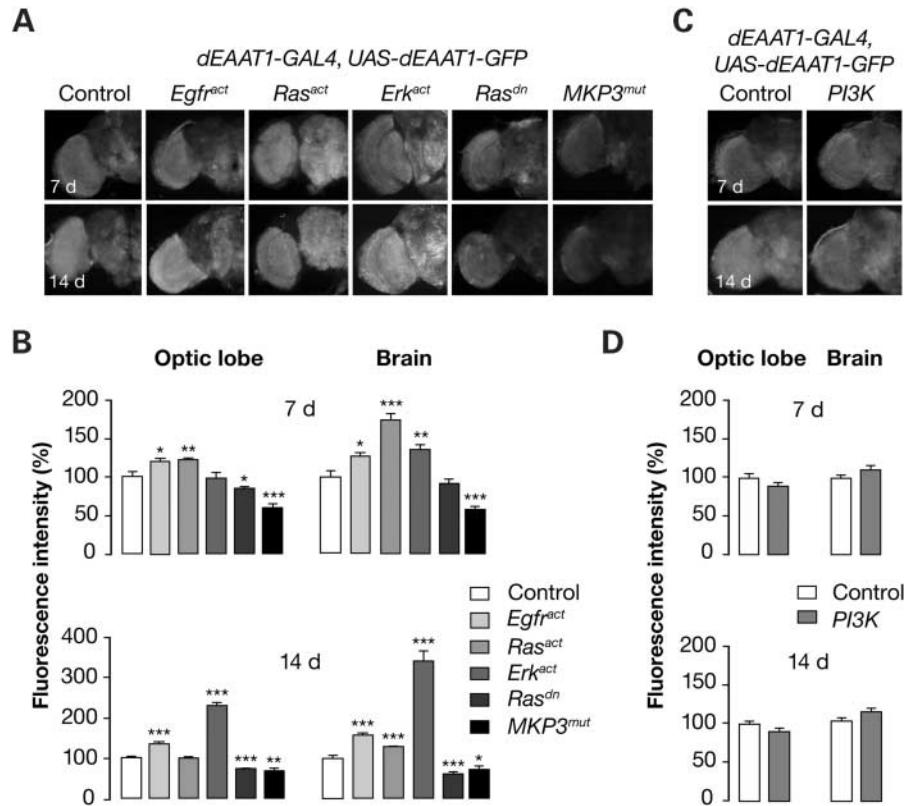 A
dEAAT1-GAL4, UAS-dEAAT1-GFP
Control Egfr^act Ras^act Erk^act Ras^dn MKP3^mut
7 d
14 d
C
dEAAT1-GAL4,
UAS-dEAAT1-GFP
Control PI3K
7 d
14 d
B
Optic lobe Brain
7 d
Fluorescence intensity (%)
200
150
100
50
0
* ** * ***
* *** ** ***
14 d
Fluorescence intensity (%)
400
300
200
100
0
*** *** *** **
*** *** *** *** *
Control
Egfr^act
Ras^act
Erk^act
Ras^dn
MKP3^mut
D
Optic lobe Brain
7 d
Fluorescence intensity (%)
200
150
100
50
0
Control
PI3K
14 d
200
150
100
50
0